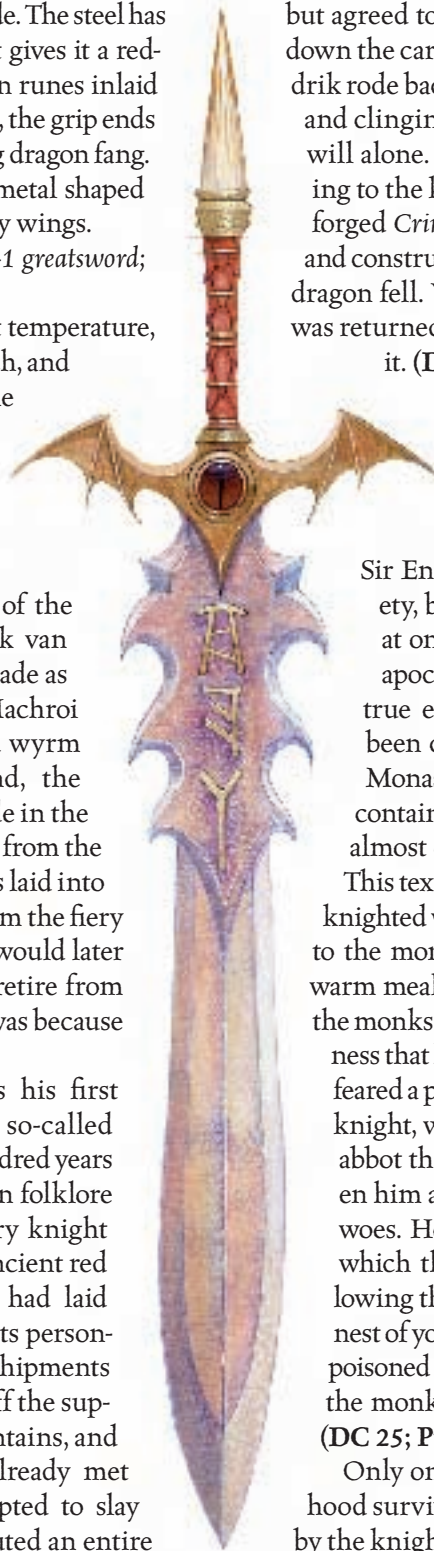 de. The steel has
t gives it a red-
n runes inlaid
, the grip ends
g dragon fang.
metal shaped
y wings.
-1 greatsword;
t temperature,
h, and
e
of the
k van
ade as
Machroi
wyrm
nd, the
le in the
from the
s laid into
m the fiery
would later
retire from
was because
s his first
so-called
dred years
n folklore
ry knight
ncient red
had laid
ts person-
hipments
ff the sup-
ntains, and
lready met
pted to slay
uted an entire
but agreed to
down the car
drik rode bac
and clingin
will alone.
ing to the k
forged Crin
and constru
dragon fell. Y
was returned
it. (D
Sir En
ety, b
at on
apoc
true e
been c
Mona
contain
almost
This tex
knighted w
to the mon
warm meal
the monks
ness that
feared a p
knight, w
abbot th
en him a
woes. He
which th
lowing th
nest of yo
poisoned
the monk
(DC 25; P
Only on
hood survi
by the knigh